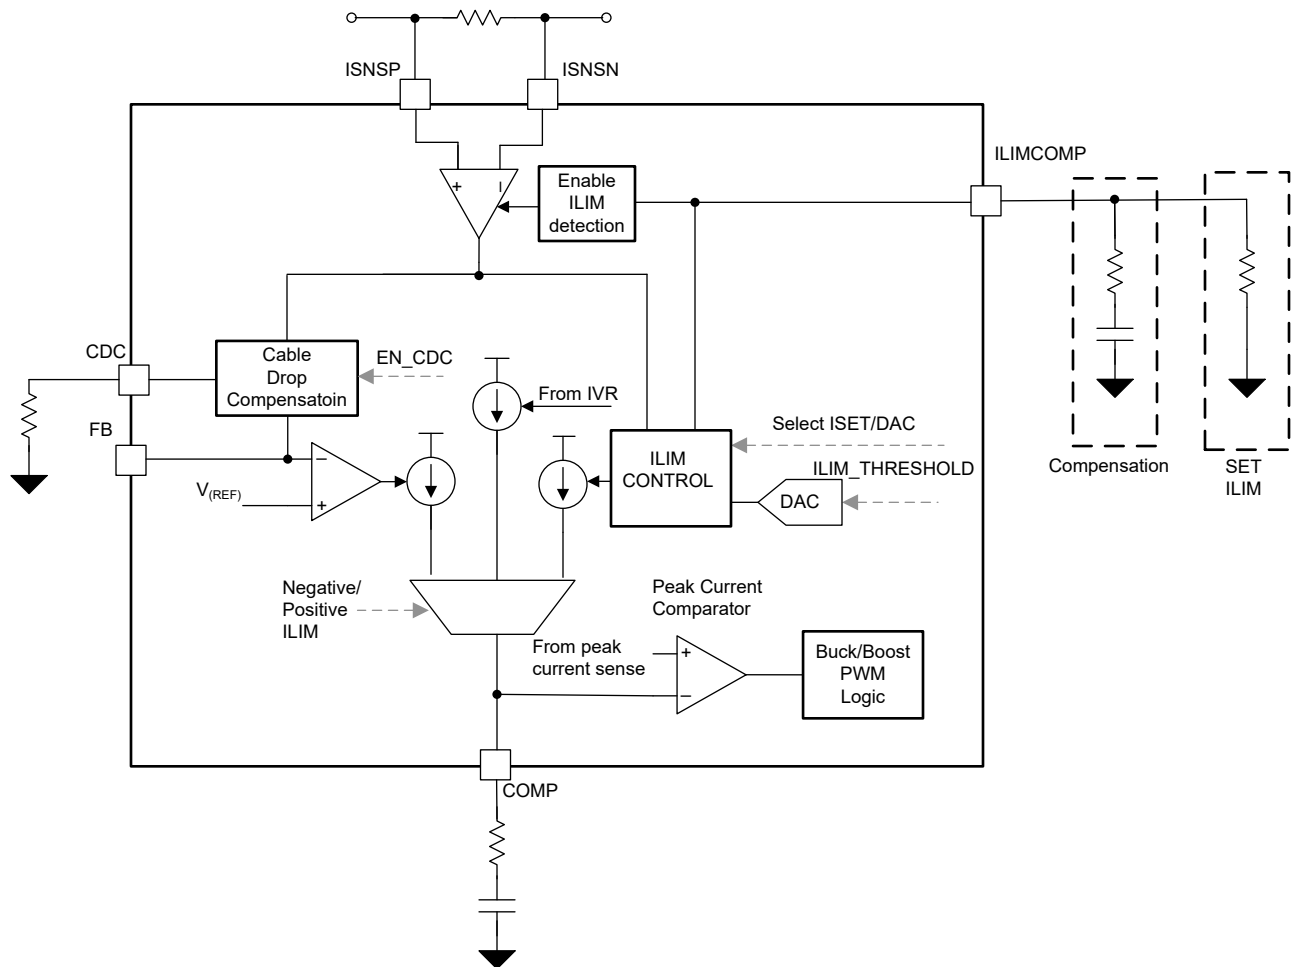 ISNSP
ISNSN
ILIMCOMP
+
–
Enable
ILIM
detection
CDC
Cable
Drop
Compensatoin
EN_CDC
From IVR
FB
–
+
V(REF)
ILIM
CONTROL
Select ISET/DAC
ILIM_THRESHOLD
DAC
Compensation
SET
ILIM
Negative/
Positive
ILIM
Peak Current
Comparator
From peak
current sense
+
–
Buck/Boost
PWM
Logic
COMP